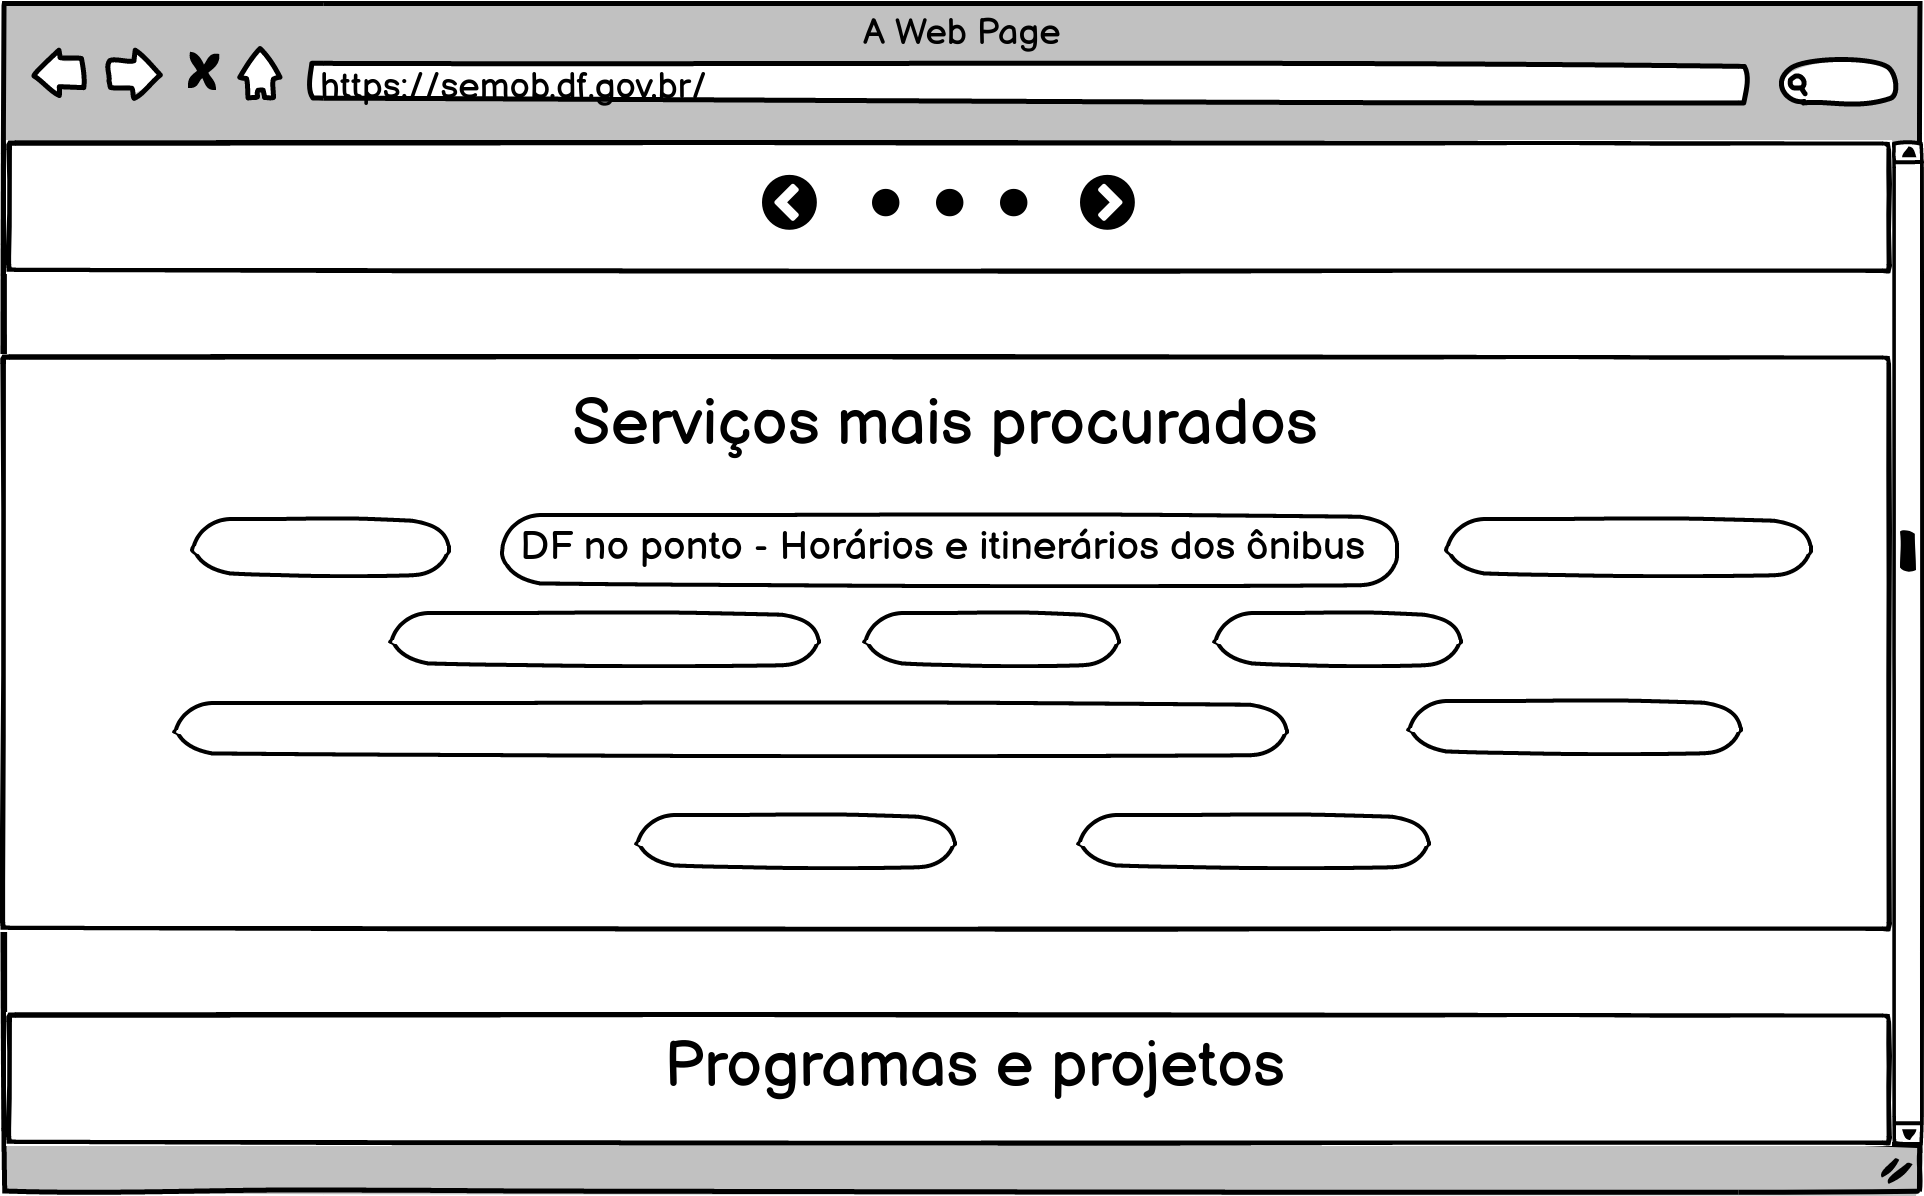 A Web Page
https://semob.df.gov.br/
Serviços mais procurados
DF no ponto - Horários e itinerários dos ônibus
Programas e projetos